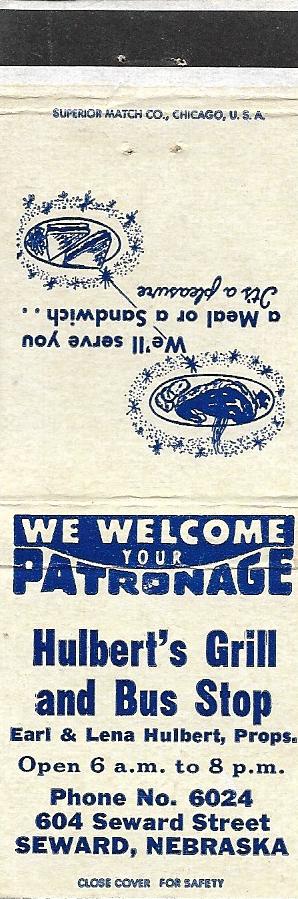 SUPERIOR MATCH CO., CHICAGO, U. S. A.
We'll serve you
a Meal or a Sandwich . .
It's a pleasure
WE WELCOME
YOUR
PATRONAGE
Hulbert's Grill
and Bus Stop
Earl & Lena Hulbert, Props.
Open 6 a.m. to 8 p.m.
Phone No. 6024
604 Seward Street
SEWARD, NEBRASKA
CLOSE COVER FOR SAFETY